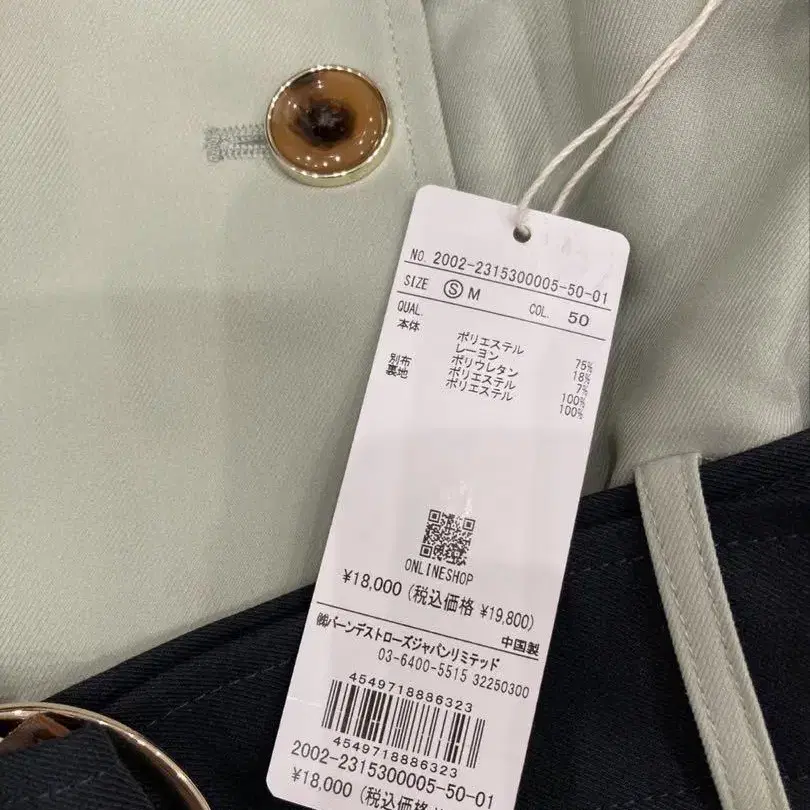 NO. 2002-2315300005-50-01
SIZE Ⓢ M COL. 50
QUAL.
本体 ポリエステル 75%
レーヨン 18%
ポリウレタン 7%
別布 ポリエステル 100%
裏地 ポリエステル 100%
ONLINESHOP
¥18,000 (税込価格 ¥19,800)
中国製
㈱バーンデストローズジャパンリミテッド
03-6400-5515 32250300
4549718886323
4549718886323
2002-2315300005-50-01
¥18,000 (税込価格